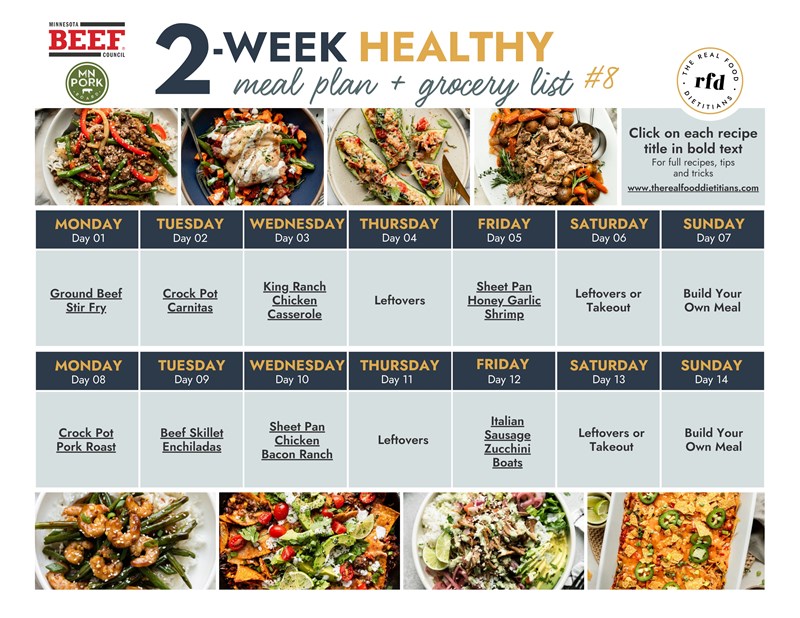 MINNESOTA
BEEF
COUNCIL
MN
PORK
BOARD
2-WEEK HEALTHY
meal plan + grocery list #8
THE REAL FOOD
rfd
DIETITIANS
Click on each recipe
title in bold text
For full recipes, tips
and tricks
www.therealfooddietitians.com
MONDAY
Day 01
TUESDAY
Day 02
WEDNESDAY
Day 03
THURSDAY
Day 04
FRIDAY
Day 05
SATURDAY
Day 06
SUNDAY
Day 07
Ground Beef
Stir Fry
Crock Pot
Carnitas
King Ranch
Chicken
Casserole
Leftovers
Sheet Pan
Honey Garlic
Shrimp
Leftovers or
Takeout
Build Your
Own Meal
MONDAY
Day 08
TUESDAY
Day 09
WEDNESDAY
Day 10
THURSDAY
Day 11
FRIDAY
Day 12
SATURDAY
Day 13
SUNDAY
Day 14
Crock Pot
Pork Roast
Beef Skillet
Enchiladas
Sheet Pan
Chicken
Bacon Ranch
Leftovers
Italian
Sausage
Zucchini
Boats
Leftovers or
Takeout
Build Your
Own Meal